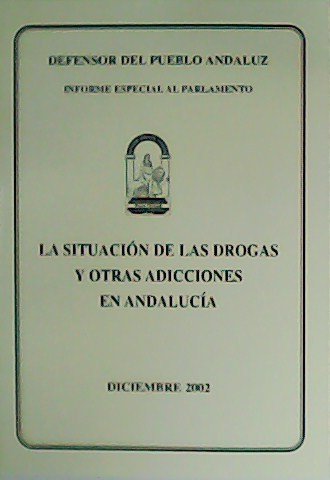 DEFENSOR DEL PUEBLO ANDALUZ
INFORME ESPECIAL AL PARLAMENTO
LA SITUACIÓN DE LAS DROGAS
Y OTRAS ADICCIONES
EN ANDALUCÍA
DICIEMBRE 2002